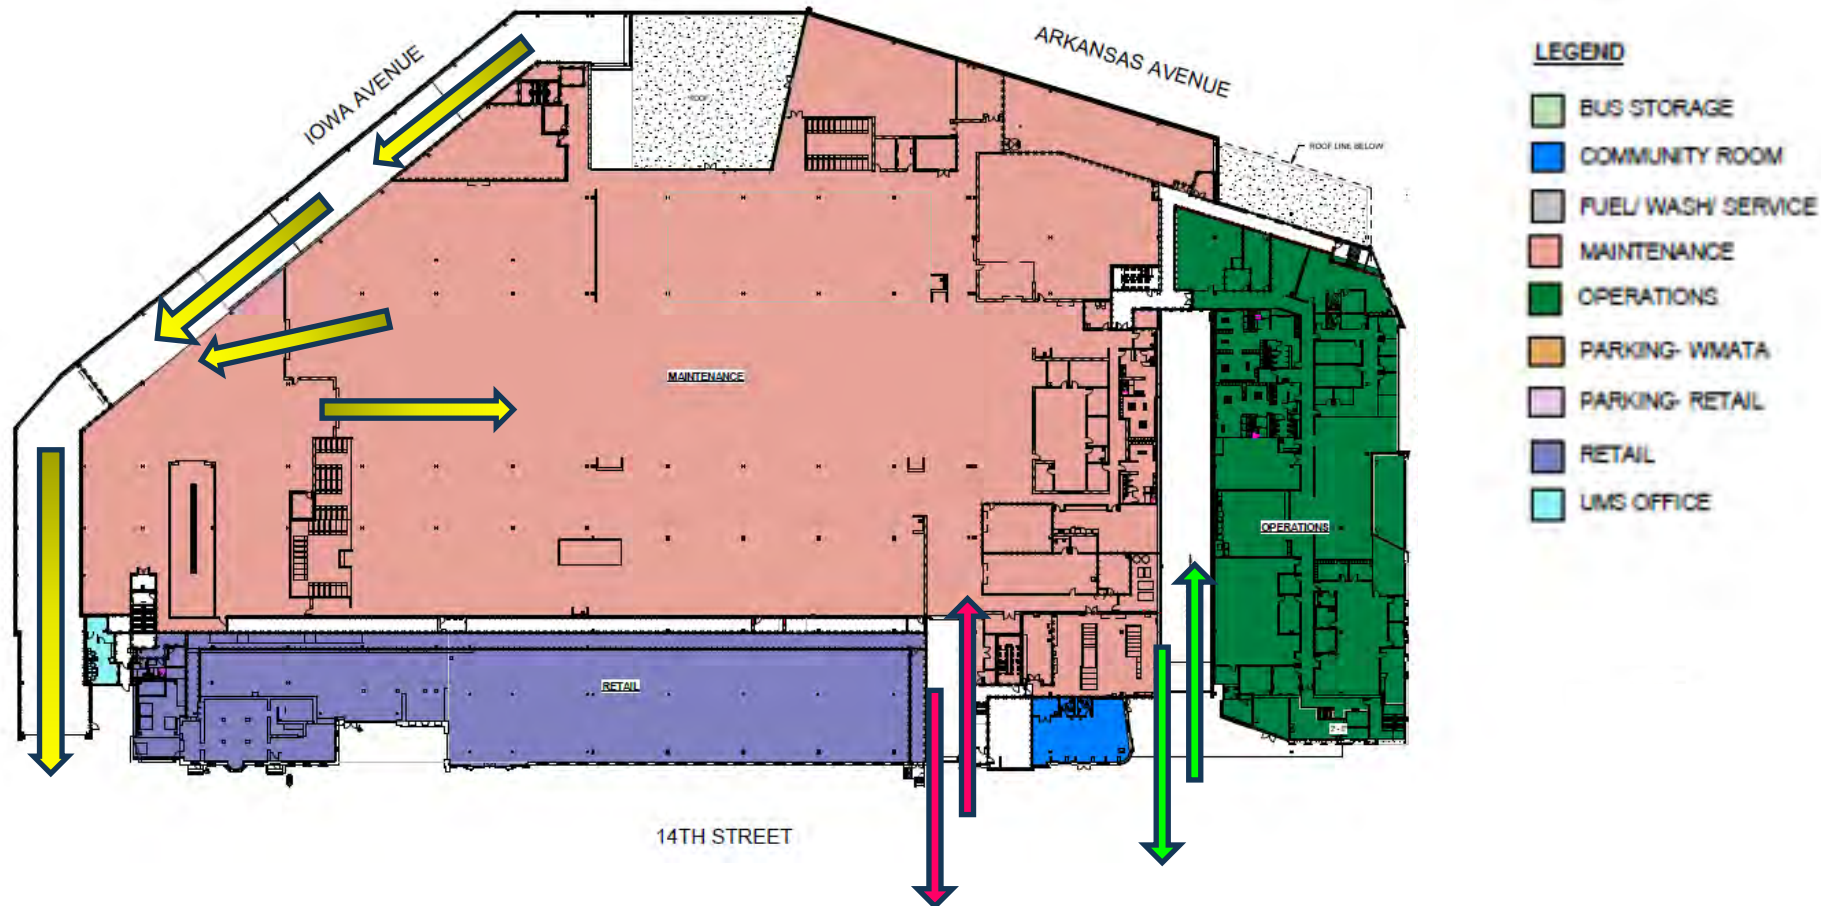 IOWA AVENUE
ARKANSAS AVENUE
ROOF
ROOF LINE BELOW
MAINTENANCE
OPERATIONS
RETAIL
14TH STREET
LEGEND
BUS STORAGE
COMMUNITY ROOM
FUEL/ WASH/ SERVICE
MAINTENANCE
OPERATIONS
PARKING- WMATA
PARKING- RETAIL
RETAIL
UMS OFFICE